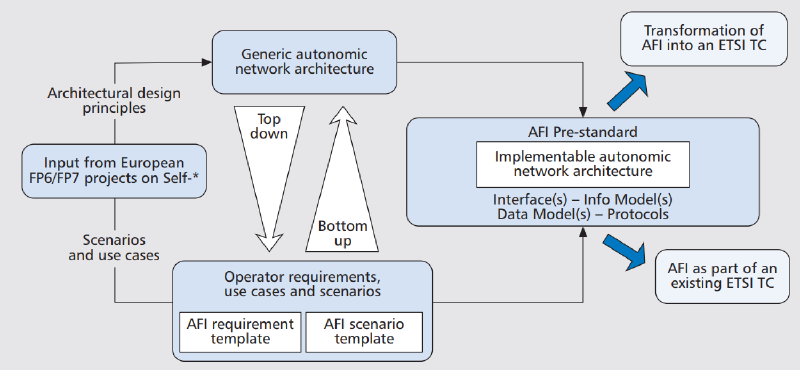 Transformation of
AFI into an ETSI TC
Generic autonomic
network architecture
Architectural design
principles
Top
down
AFI Pre-standard
Implementable autonomic
network architecture
Input from European
FP6/FP7 projects on Self-*
Interface(s) – Info Model(s)
Data Model(s) – Protocols
Bottom
up
Scenarios
and use cases
AFI as part of an
existing ETSI TC
Operator requirements,
use cases and scenarios
AFI requirement
template
AFI scenario
template